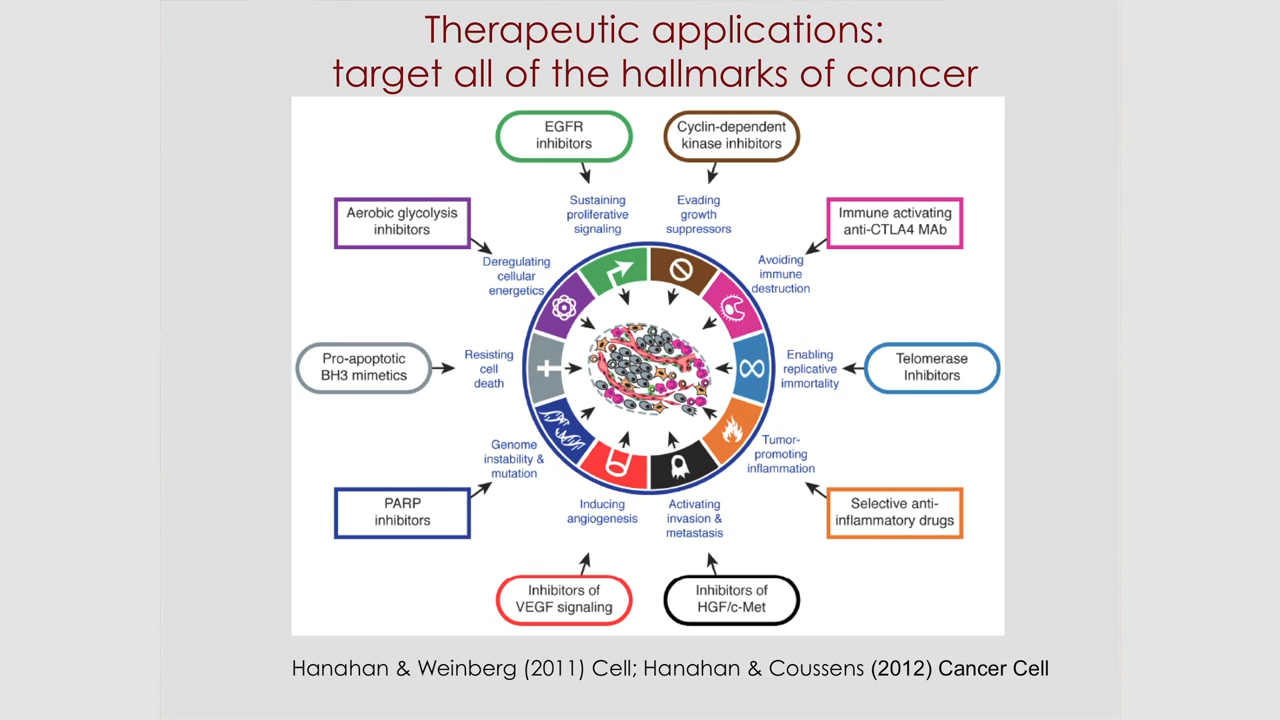 Therapeutic applications:
target all of the hallmarks of cancer
EGFR
inhibitors
Cyclin-dependent
kinase inhibitors
Sustaining
proliferative
signaling
Evading
growth
suppressors
Aerobic glycolysis
inhibitors
Immune activating
anti-CTLA4 MAb
Deregulating
cellular
energetics
Avoiding
immune
destruction
Pro-apoptotic
BH3 mimetics
Resisting
cell
death
Enabling
replicative
immortality
Telomerase
Inhibitors
Genome
instability &
mutation
Tumor-
promoting
inflammation
PARP
inhibitors
Inducing
angiogenesis
Activating
invasion &
metastasis
Selective anti-
inflammatory drugs
Inhibitors of
VEGF signaling
Inhibitors of
HGF/c-Met
Hanahan & Weinberg (2011) Cell; Hanahan & Coussens (2012) Cancer Cell